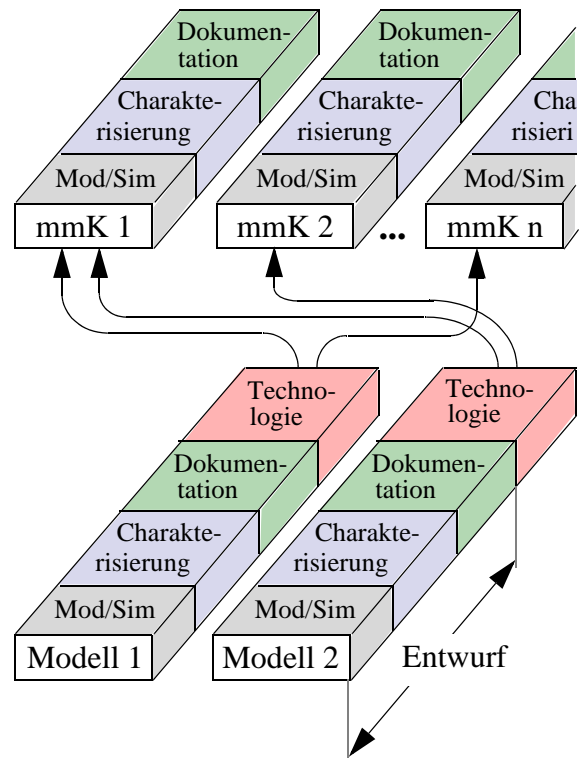 Dokumen-
tation
Dokumen-
tation
Charakte-
risierung
Charakte-
risierung
Cha
risieri
Mod/Sim
Mod/Sim
Mod/Sim
mmK 1
mmK 2
...
mmK n
Techno-
logie
Techno-
logie
Dokumen-
tation
Dokumen-
tation
Charakte-
risierung
Charakte-
risierung
Mod/Sim
Mod/Sim
Modell 1
Modell 2
Entwurf